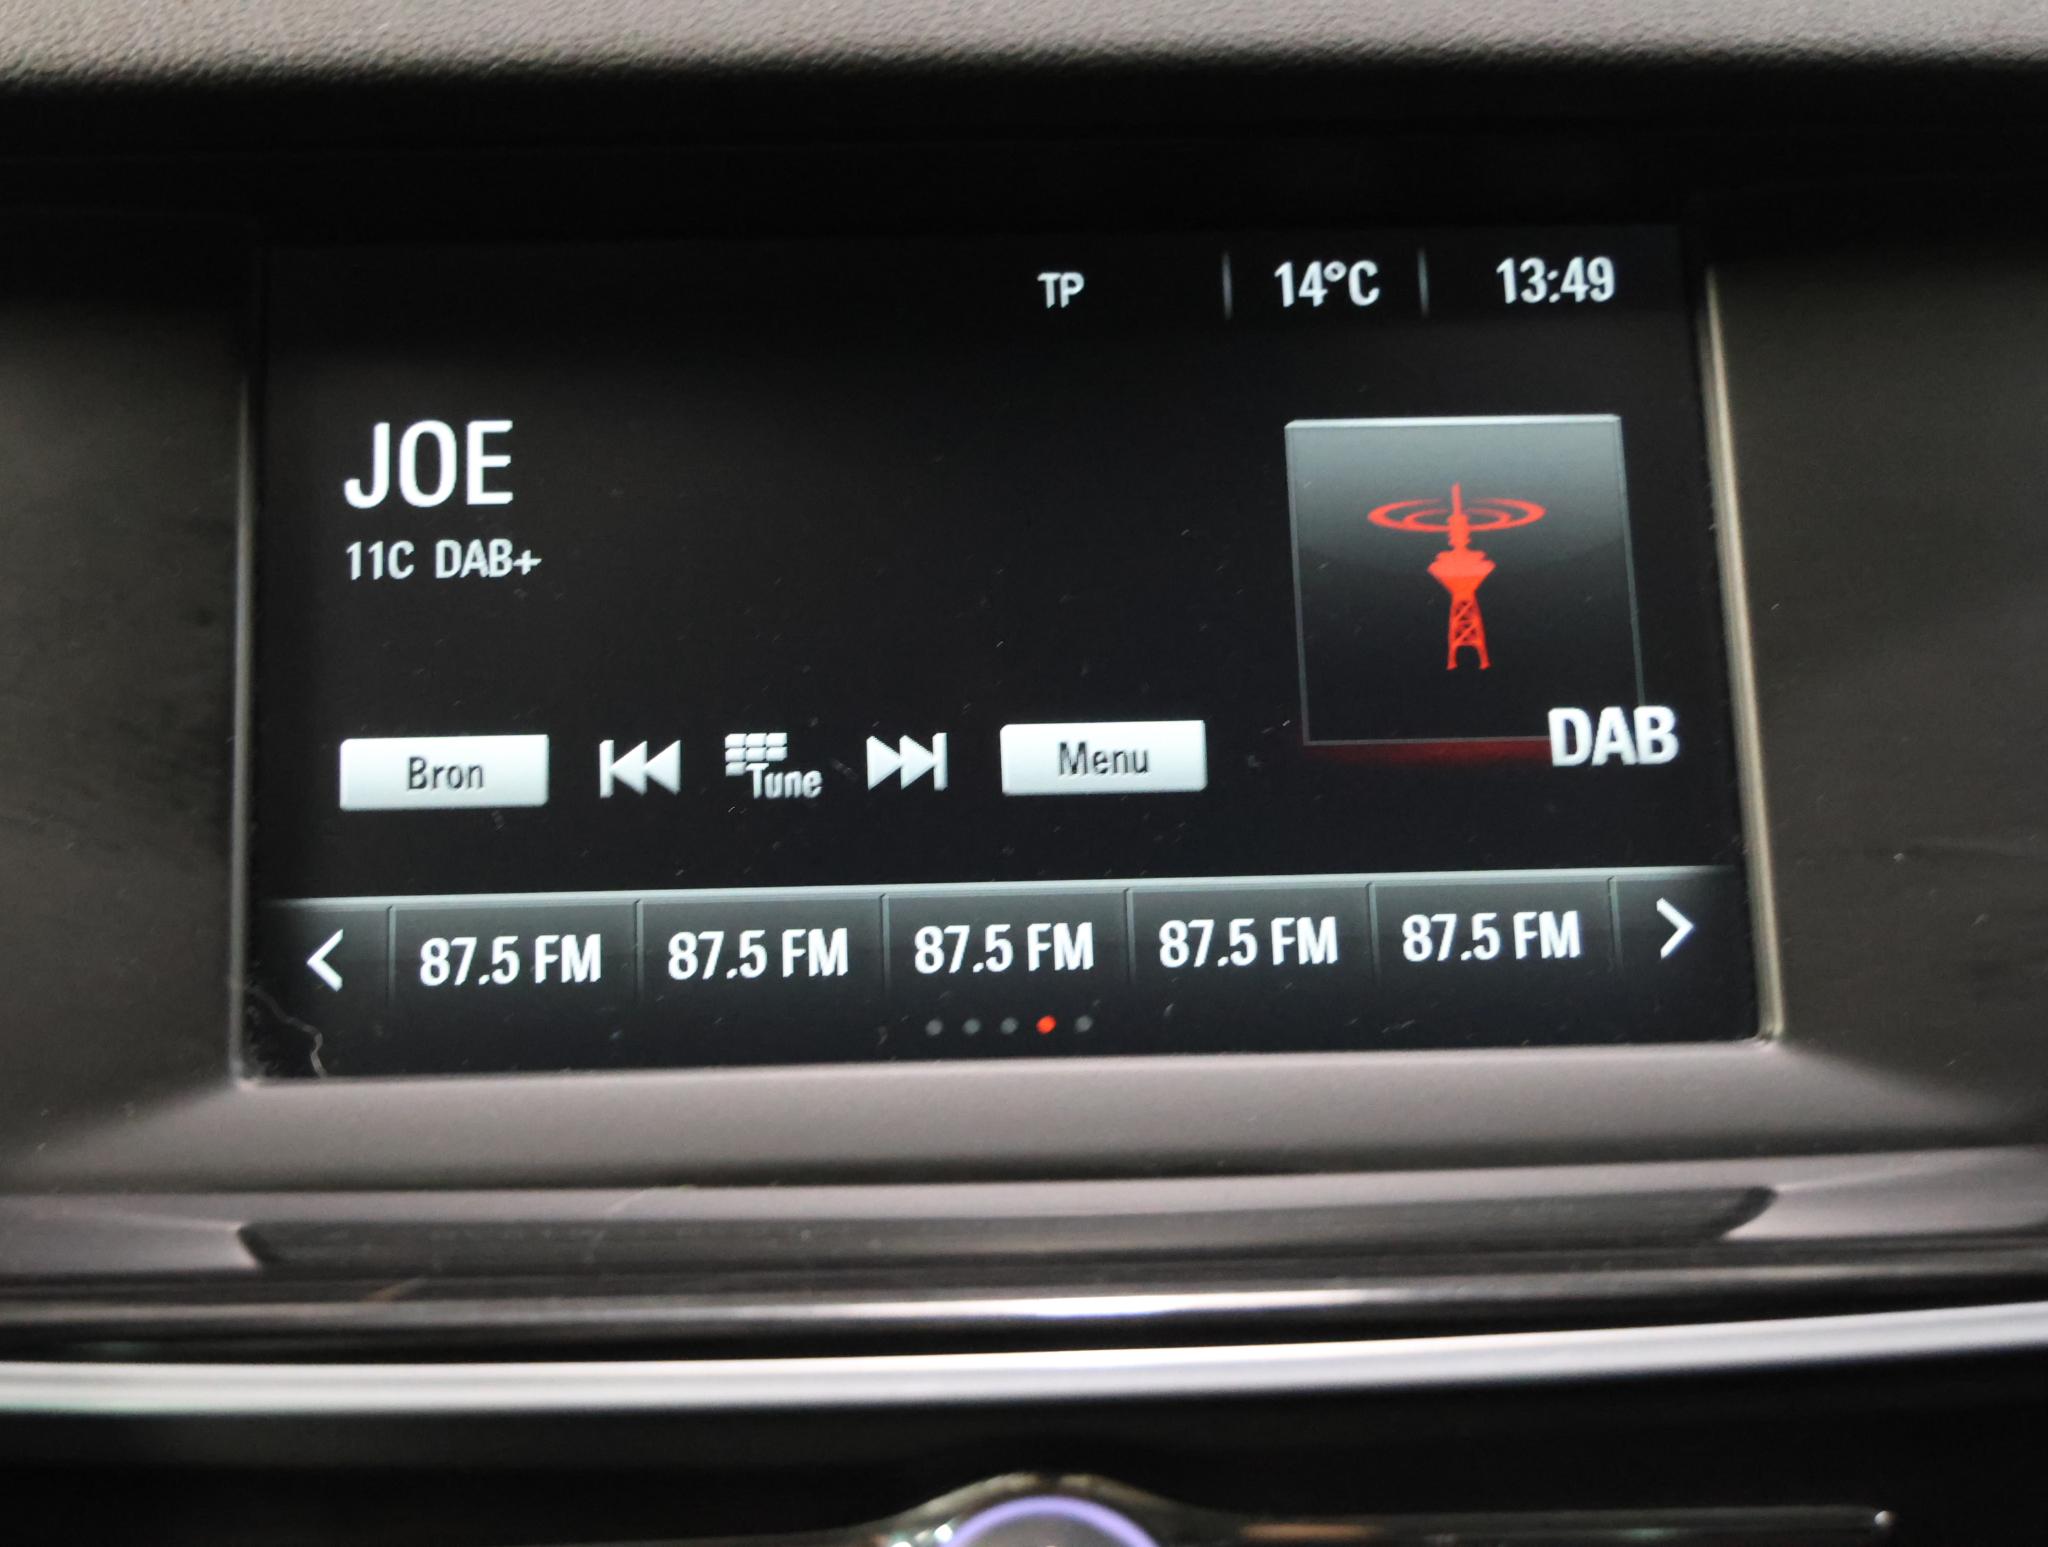 TP 14°C 13:49
JOE
11C DAB+
DAB
Bron Tune Menu
87.5 FM 87.5 FM 87.5 FM 87.5 FM 87.5 FM